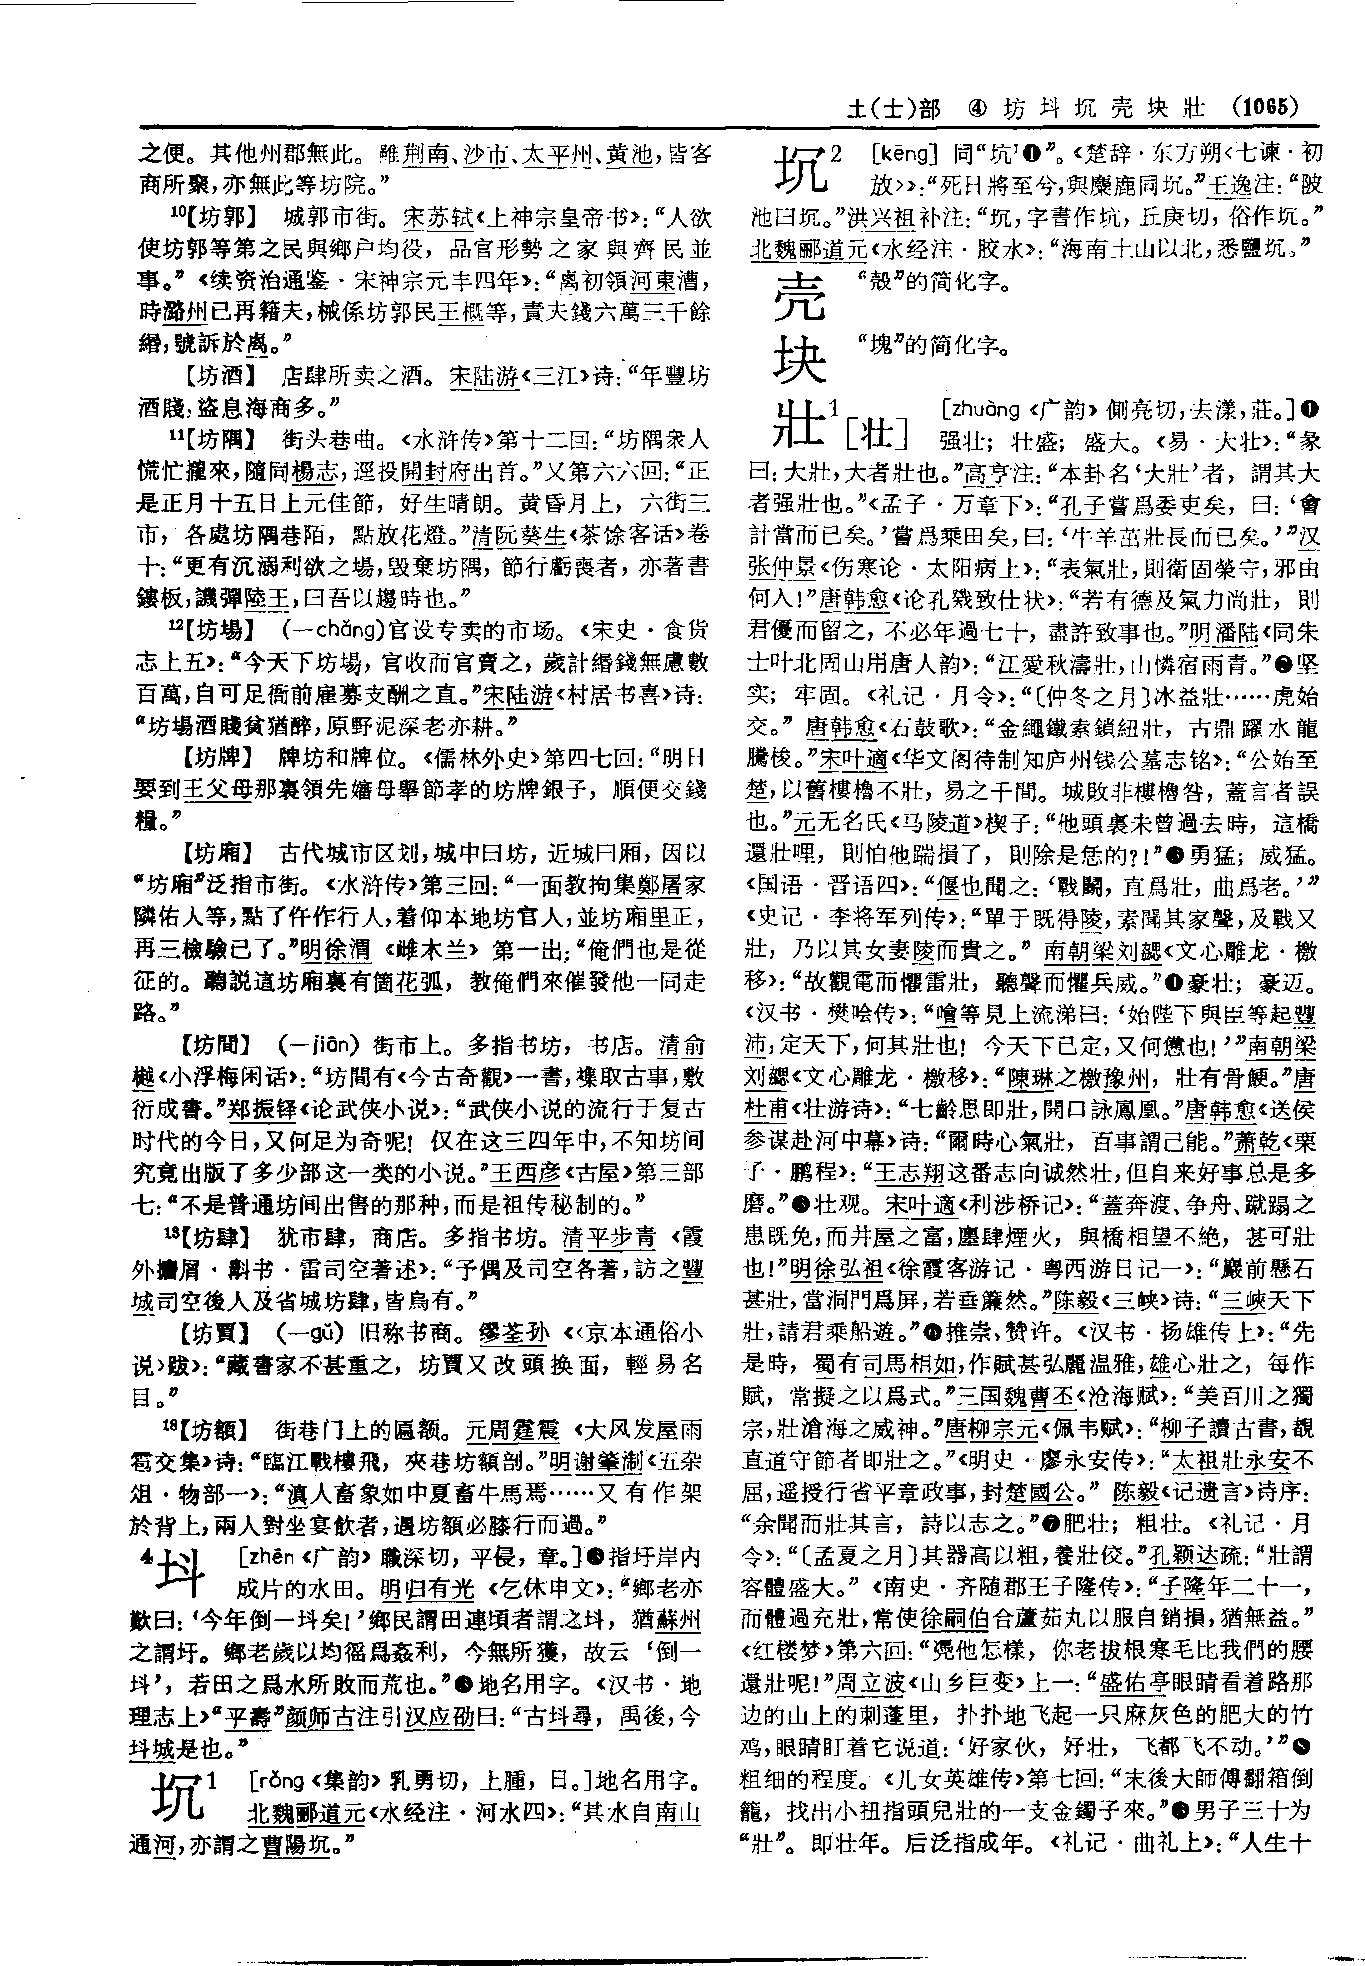 土(士)部 ④ 坊 㘰 坈 壳 块 壯 (1065)
之便。其他州郡無此。雖荆南、沙市、太平州、黄池，皆客
商所聚，亦無此等坊院。”
¹⁰【坊郭】 城郭市街。宋苏轼《上神宗皇帝书》：“人欲
使坊郭等第之民與鄉户均役，品官形勢之家與齊民並
事。”《续资治通鉴·宋神宗元丰四年》：“离初領河東漕，
時潞州已再籍夫，械係坊郭民王概等，責夫錢六萬三千餘
緡，號訴於离。”
【坊酒】 店肆所卖之酒。宋陆游《三江》诗：“年豐坊
酒賤，盜息海商多。”
¹¹【坊隅】 街头巷曲。《水浒传》第十二回：“坊隅衆人
慌忙攏來，隨同楊志，逕投開封府出首。”又第六六回：“正
是正月十五日上元佳節，好生晴朗。黄昏月上，六街三
市，各處坊隅巷陌，點放花燈。”清阮葵生《茶馀客话》卷
十：“更有沉溺利欲之場，毁棄坊隅，節行虧喪者，亦著書
鏤板，譏彈陸王，曰吾以趨時也。”
¹²【坊場】 (—chǎng)官设专卖的市场。《宋史·食货
志上五》：“今天下坊場，官收而官賣之，歲計緡錢無慮數
百萬，自可足衙前雇募支酬之直。”宋陆游《村居书喜》诗：
“坊場酒賤貧猶醉，原野泥深老亦耕。”
【坊牌】 牌坊和牌位。《儒林外史》第四七回：“明日
要到王父母那裏領先嬸母舉節孝的坊牌銀子，順便交錢
糧。”
【坊廂】 古代城市区划，城中曰坊，近城曰厢，因以
“坊廂”泛指市街。《水浒传》第三回：“一面教拘集鄭屠家
隣佑人等，點了仵作行人，着仰本地坊官人，並坊廂里正，
再三檢驗已了。”明徐渭《雌木兰》第一出：“俺們也是從
征的。聽説這坊廂裏有箇花弧，教俺們來催發他一同走
路。”
【坊間】 (—jiān) 街市上。多指书坊，书店。清俞
樾《小浮梅闲话》：“坊間有《今古奇觀》一書，襍取古事，敷
衍成書。”郑振铎《论武侠小说》：“武侠小说的流行于复古
时代的今日，又何足为奇呢！仅在这三四年中，不知坊间
究竟出版了多少部这一类的小说。”王西彦《古屋》第三部
七：“不是普通坊间出售的那种，而是祖传秘制的。”
¹³【坊肆】 犹市肆，商店。多指书坊。清平步青《霞
外攟屑·斠书·雷司空著述》：“予偶及司空各著，訪之豐
城司空後人及省城坊肆，皆烏有。”
【坊賈】 (—gǔ) 旧称书商。缪荃孙《〈京本通俗小
说〉跋》：“藏書家不甚重之，坊賈又改頭换面，輕易名
目。”
¹⁸【坊額】 街巷门上的匾额。元周霆震《大风发屋雨
雹交集》诗：“臨江戰樓飛，夾巷坊額剖。”明谢肇淛《五杂
俎·物部一》：“滇人畜象如中夏畜牛馬焉……又有作架
於背上，兩人對坐宴飲者，遇坊額必膝行而過。”
⁴㘰 [zhēn《广韵》職深切，平侵，章。]❶指圩岸内
成片的水田。明归有光《乞休申文》：“鄉老亦
歎曰：‘今年倒一㘰矣！’鄉民謂田連頃者謂之㘰，猶蘇州
之謂圩。鄉老歲以均徭爲姦利，今無所獲，故云‘倒一
㘰’，若田之爲水所敗而荒也。”❷地名用字。《汉书·地
理志上》“平壽”颜师古注引汉应劭曰：“古㘰尋，禹後，今
㘰城是也。”
坈¹ [rǒng《集韵》乳勇切，上腫，日。]地名用字。
北魏郦道元《水经注·河水四》：“其水自南山
通河，亦謂之曹陽坈。”
坈² [kēng] 同“坑¹❶”。《楚辞·东方朔〈七谏·初
放〉》：“死日將至兮，與麋鹿同坈。”王逸注：“陂
池曰坈。”洪兴祖补注：“坈，字書作坑，丘庚切，俗作坈。”
北魏郦道元《水经注·胶水》：“海南土山以北，悉鹽坈。”
壳 “殻”的简化字。
块 “塊”的简化字。
壯¹[壮] [zhuàng《广韵》側亮切，去漾，莊。]❶
强壮；壮盛；盛大。《易·大壮》：“彖
曰：大壯，大者壯也。”高亨注：“本卦名‘大壯’者，謂其大
者强壯也。”《孟子·万章下》：“孔子嘗爲委吏矣，曰：‘會
計當而已矣。’嘗爲乘田矣，曰：‘牛羊茁壯長而已矣。’”汉
张仲景《伤寒论·太阳病上》：“表氣壯，則衛固榮守，邪由
何入！”唐韩愈《论孔戣致仕状》：“若有德及氣力尚壯，則
君優而留之，不必年過七十，盡許致事也。”明潘陆《同朱
士叶北固山用唐人韵》：“江愛秋濤壯，山憐宿雨青。”❷坚
实；牢固。《礼记·月令》：“〔仲冬之月〕冰益壯……虎始
交。”唐韩愈《石鼓歌》：“金繩鐵索鎖紐壯，古鼎躍水龍
騰梭。”宋叶適《华文阁待制知庐州钱公墓志铭》：“公始至
楚，以舊樓櫓不壯，易之千間。城敗非樓櫓咎，蓋言者誤
也。”元无名氏《马陵道》楔子：“他頭裏未曾過去時，這橋
還壯哩，則怕他踹損了，則除是恁的？！”❸勇猛；威猛。
《国语·晋语四》：“偃也聞之：‘戰鬭，直爲壯，曲爲老。’”
《史记·李将军列传》：“單于既得陵，素聞其家聲，及戰又
壯，乃以其女妻陵而貴之。”南朝梁刘勰《文心雕龙·檄
移》：“故觀電而懼雷壯，聽聲而懼兵威。”❹豪壮；豪迈。
《汉书·樊哙传》：“噲等見上流涕曰：‘始陛下與臣等起豐
沛，定天下，何其壯也！今天下已定，又何憊也！’”南朝梁
刘勰《文心雕龙·檄移》：“陳琳之檄豫州，壯有骨鯁。”唐
杜甫《壮游诗》：“七齡思即壯，開口詠鳳凰。”唐韩愈《送侯
参谋赴河中幕》诗：“爾時心氣壯，百事謂己能。”萧乾《栗
子·鹏程》：“王志翔这番志向诚然壮，但自来好事总是多
磨。”❺壮观。宋叶適《利涉桥记》：“蓋奔渡、争舟、蹴蹋之
患既免，而井屋之富，廛肆煙火，與橋相望不絶，甚可壯
也！”明徐弘祖《徐霞客游记·粤西游日记一》：“巖前懸石
甚壯，當洞門爲屏，若垂簾然。”陈毅《三峡》诗：“三峽天下
壯，請君乘船遊。”❻推崇，赞许。《汉书·扬雄传上》：“先
是時，蜀有司馬相如，作賦甚弘麗温雅，雄心壯之，每作
賦，常擬之以爲式。”三国魏曹丕《沧海赋》：“美百川之獨
宗，壯滄海之威神。”唐柳宗元《佩韦赋》：“柳子讀古書，覩
直道守節者即壯之。”《明史·廖永安传》：“太祖壯永安不
屈，遥授行省平章政事，封楚國公。”陈毅《记遗言》诗序：
“余聞而壯其言，詩以志之。”❼肥壮；粗壮。《礼记·月
令》：“〔孟夏之月〕其器高以粗，養壯佼。”孔颖达疏：“壯謂
容體盛大。”《南史·齐随郡王子隆传》：“子隆年二十一，
而體過充壯，常使徐嗣伯合蘆茹丸以服自銷損，猶無益。”
《红楼梦》第六回：“凭他怎樣，你老拔根寒毛比我們的腰
還壯呢！”周立波《山乡巨变》上一：“盛佑亭眼睛看着路那
边的山上的刺蓬里，扑扑地飞起一只麻灰色的肥大的竹
鸡，眼睛盯着它说道：‘好家伙，好壮，飞都飞不动。’”❽
粗细的程度。《儿女英雄传》第七回：“末後大師傅翻箱倒
籠，找出小扭指頭兒壯的一支金鐲子來。”❾男子三十为
“壯”。即壮年。后泛指成年。《礼记·曲礼上》：“人生十